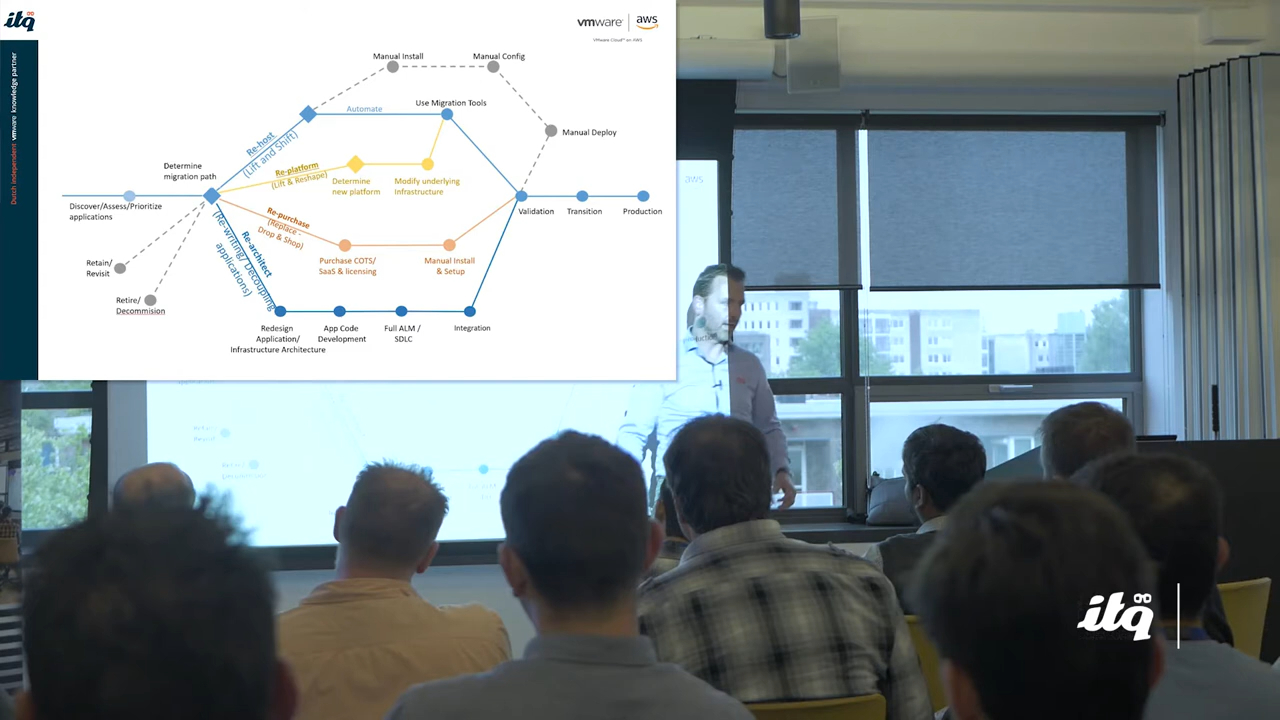 itq
vmware | aws
VMware Cloud™ on AWS
Dutch independent vmware knowledge partner
Manual Install
Manual Config
Automate
Use Migration Tools
Manual Deploy
Re-host
(Lift and Shift)
Determine
migration path
Re-platform
(Lift & Reshape)
Determine
new platform
Modify underlying
infrastructure
Discover/Assess/Prioritize
applications
Validation
Transition
Production
Re-purchase
(Replace -
Drop & Shop)
Purchase COTS/
SaaS & licensing
Manual Install
& Setup
Re-architect
(Re-writing/ Decoupling
applications)
Retain/
Revisit
Retire/
Decommision
Redesign
Application/
Infrastructure Architecture
App Code
Development
Full ALM /
SDLC
Integration
aws
itq